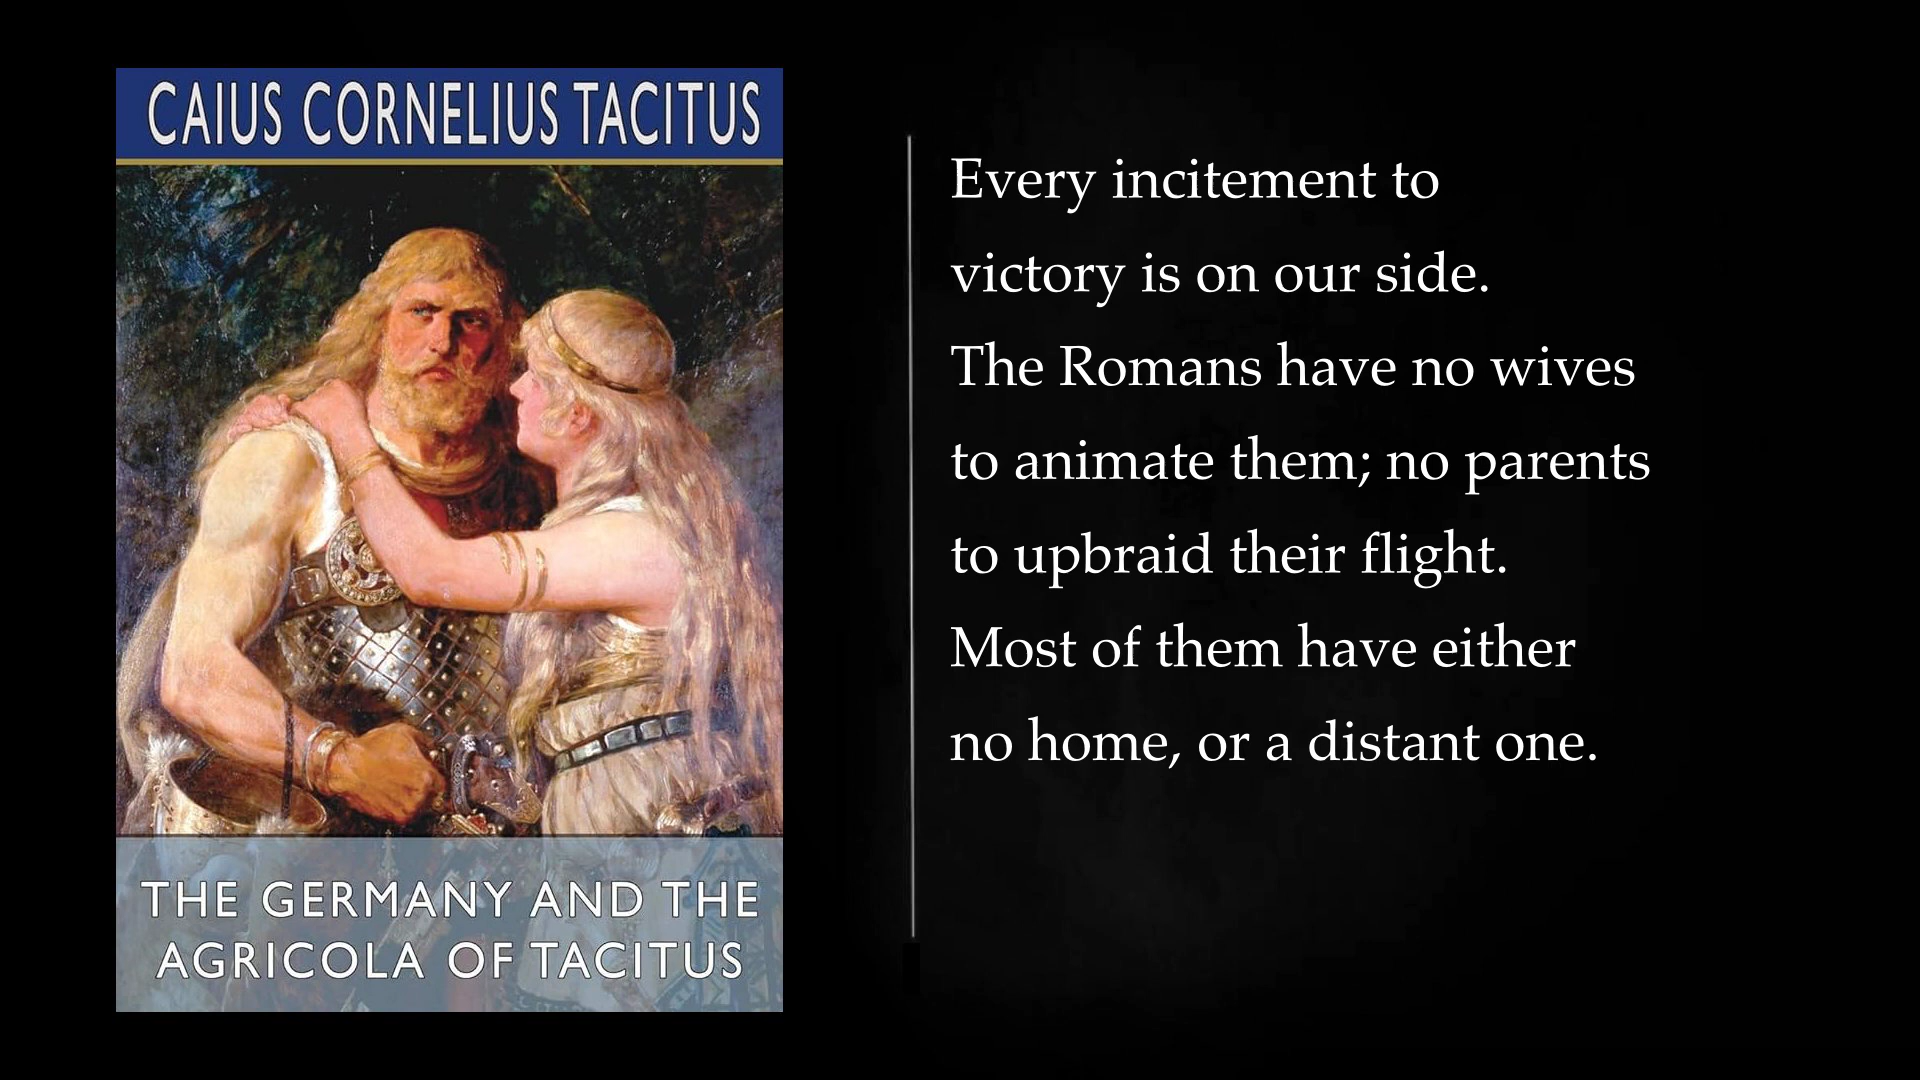 CAIUS CORNELIUS TACITUS
THE GERMANY AND THE
AGRICOLA OF TACITUS
Every incitement to
victory is on our side.
The Romans have no wives
to animate them; no parents
to upbraid their flight.
Most of them have either
no home, or a distant one.